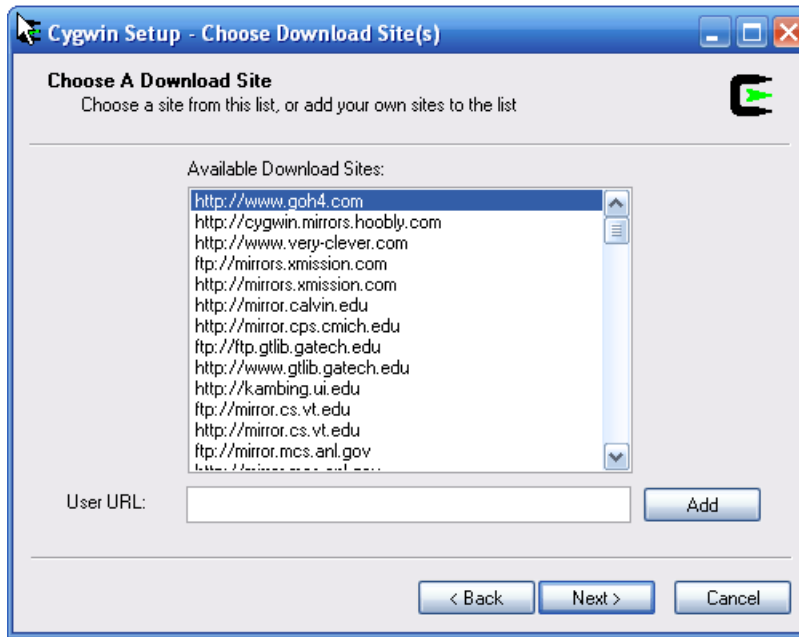 Cygwin Setup - Choose Download Site(s)
Choose A Download Site
Choose a site from this list, or add your own sites to the list
Available Download Sites:
http://www.goh4.com
http://cygwin.mirrors.hoobly.com
http://www.very-clever.com
ftp://mirrors.xmission.com
http://mirrors.xmission.com
http://mirror.calvin.edu
http://mirror.cps.cmich.edu
ftp://ftp.gtlib.gatech.edu
http://www.gtlib.gatech.edu
http://kambing.ui.edu
ftp://mirror.cs.vt.edu
http://mirror.cs.vt.edu
ftp://mirror.mcs.anl.gov
User URL:
Add
< Back
Next >
Cancel